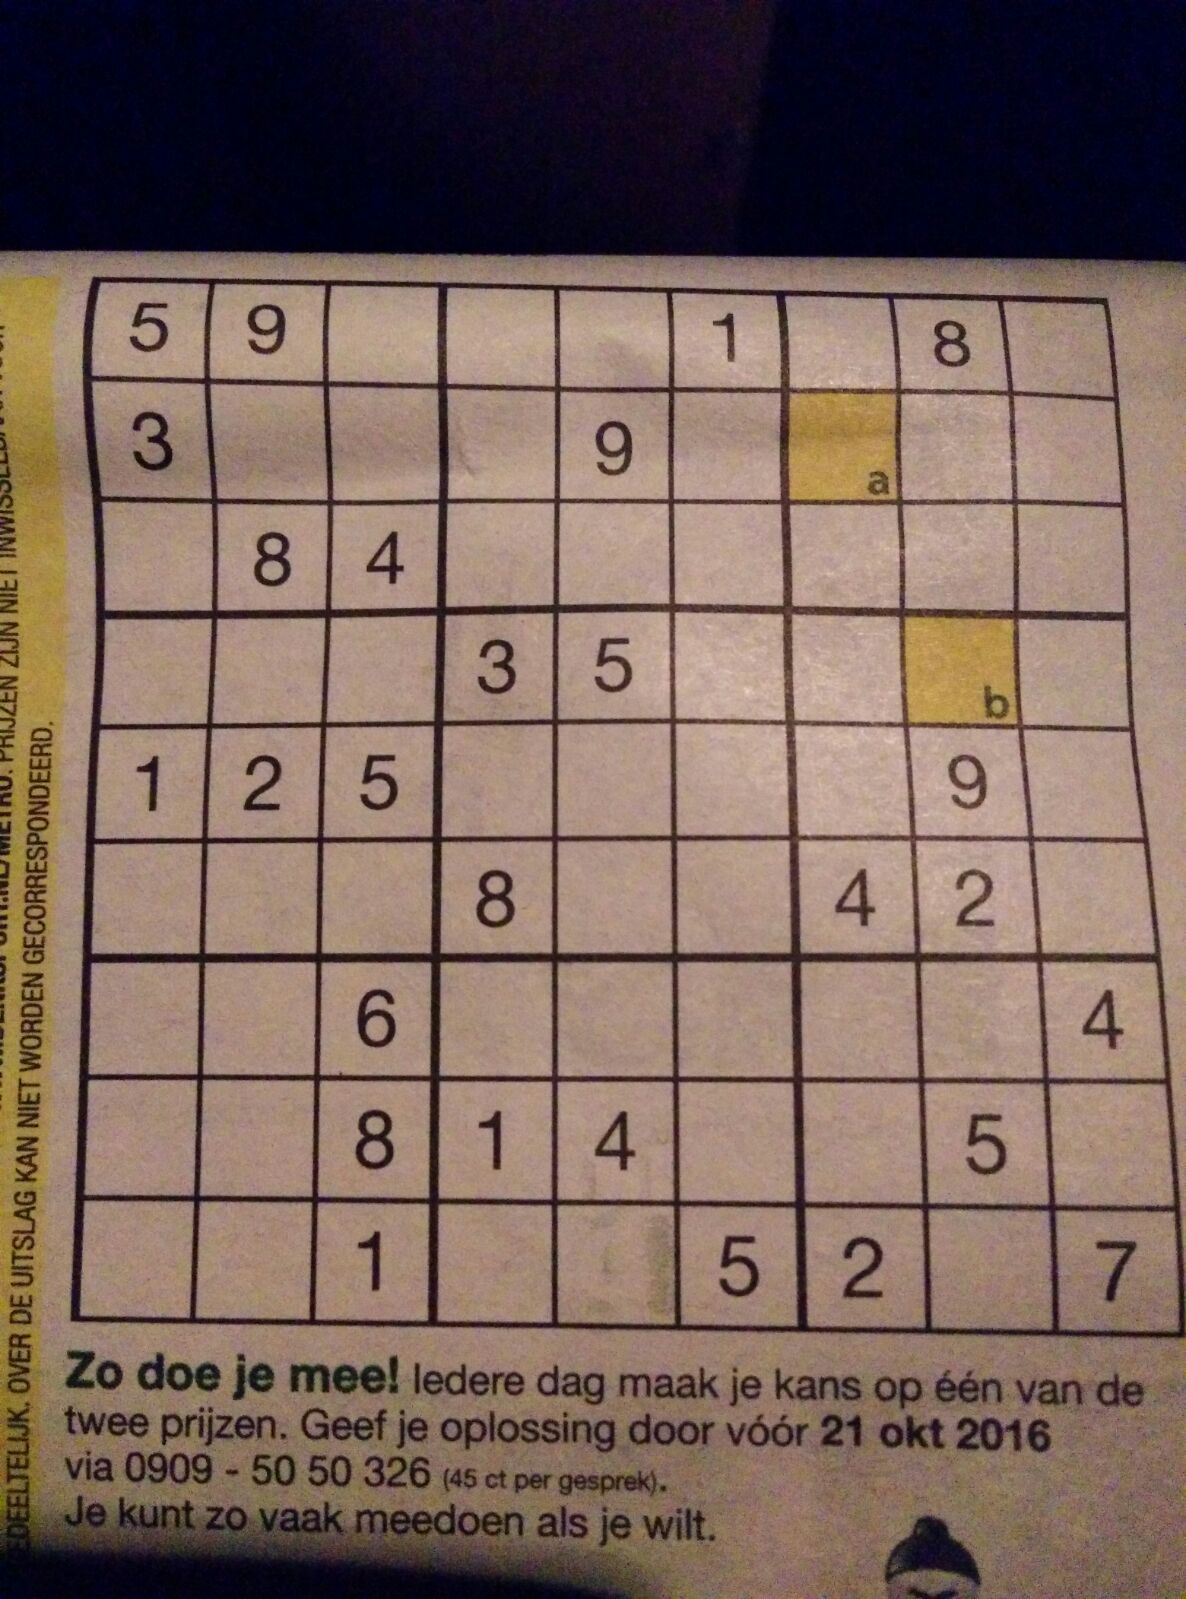 5 9 1 8
3 9 a
8 4
3 5 b
1 2 5 9
8 4 2
6 4
8 1 4 5
1 5 2 7
Zo doe je mee! Iedere dag maak je kans op één van de
twee prijzen. Geef je oplossing door vóór 21 okt 2016
via 0909 - 50 50 326 (45 ct per gesprek).
Je kunt zo vaak meedoen als je wilt.
PRIJZEN ZIJN NIET INWISSELBAAR
OVER DE UITSLAG KAN NIET WORDEN GECORRESPONDEERD.